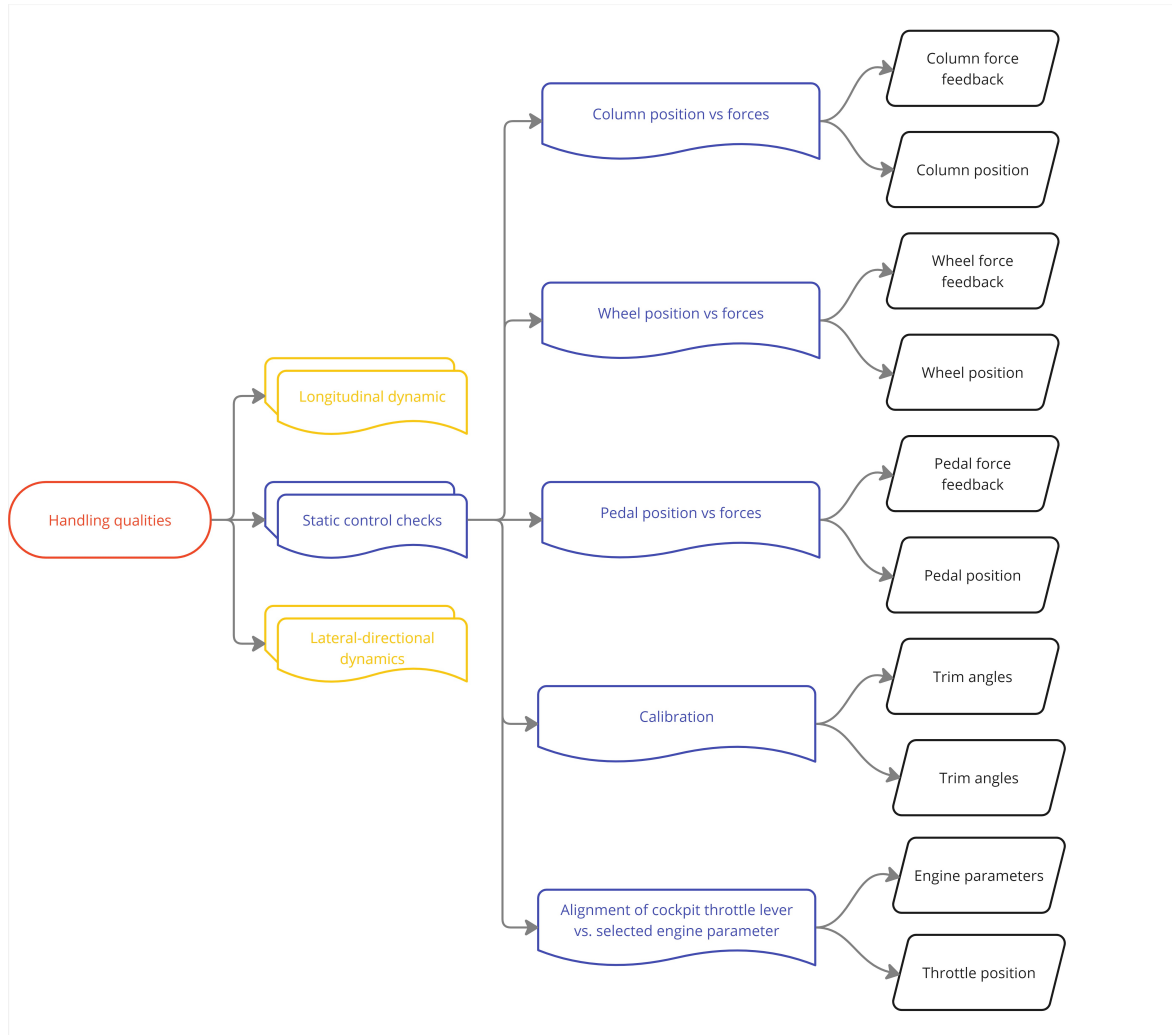 Column force
feedback
Column position vs forces
Column position
Wheel force
feedback
Wheel position vs forces
Wheel position
Longitudinal dynamic
Pedal force
feedback
Handling qualities
Static control checks
Pedal position vs forces
Pedal position
Lateral-directional
dynamics
Trim angles
Calibration
Trim angles
Engine parameters
Alignment of cockpit throttle lever
vs. selected engine parameter
Throttle position